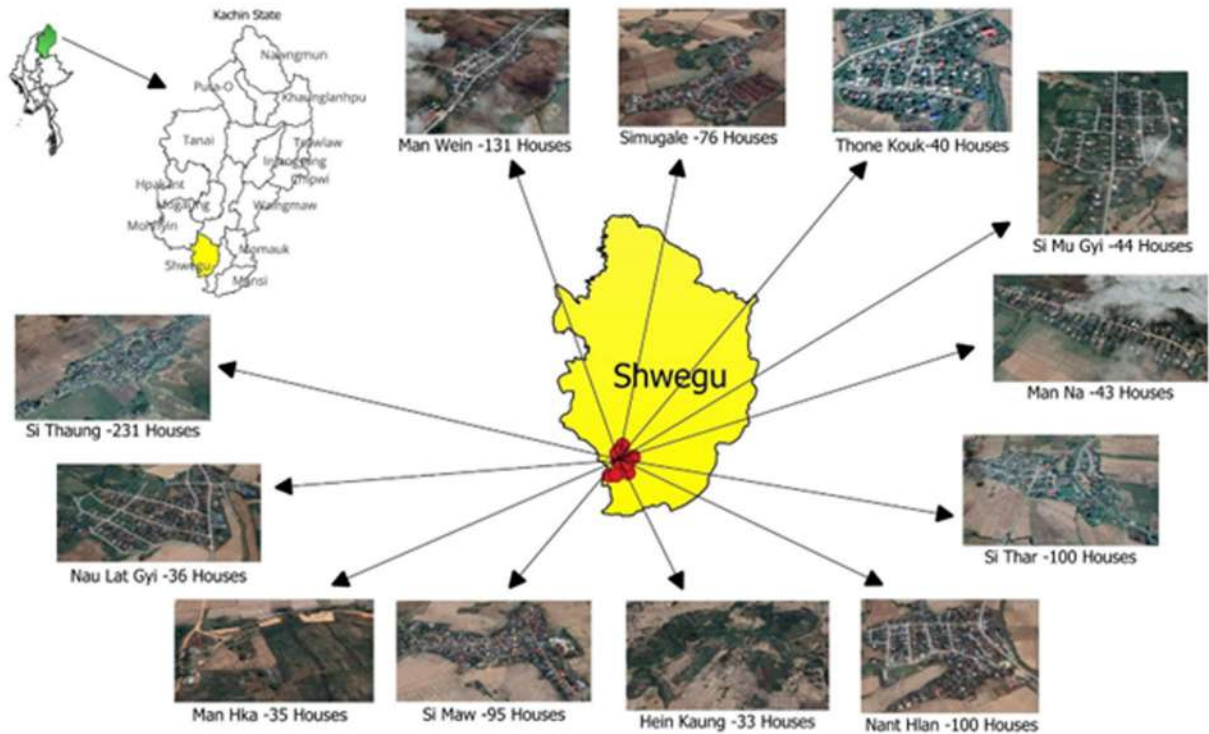 Kachin State
Nawngmun
Puta-O
Khaunglanhpu
Tanai
Injangyang
Chipwi
Hpakant
Mogaung
Waingmaw
Mohnyin
Momauk
Shwegu
Mansi
Man Wein -131 Houses
Simugale -76 Houses
Thone Kouk-40 Houses
Si Mu Gyi -44 Houses
Man Na -43 Houses
Shwegu
Si Thaung -231 Houses
Si Thar -100 Houses
Nau Lat Gyi -36 Houses
Man Hka -35 Houses
Si Maw -95 Houses
Hein Kaung -33 Houses
Nant Hlan -100 Houses